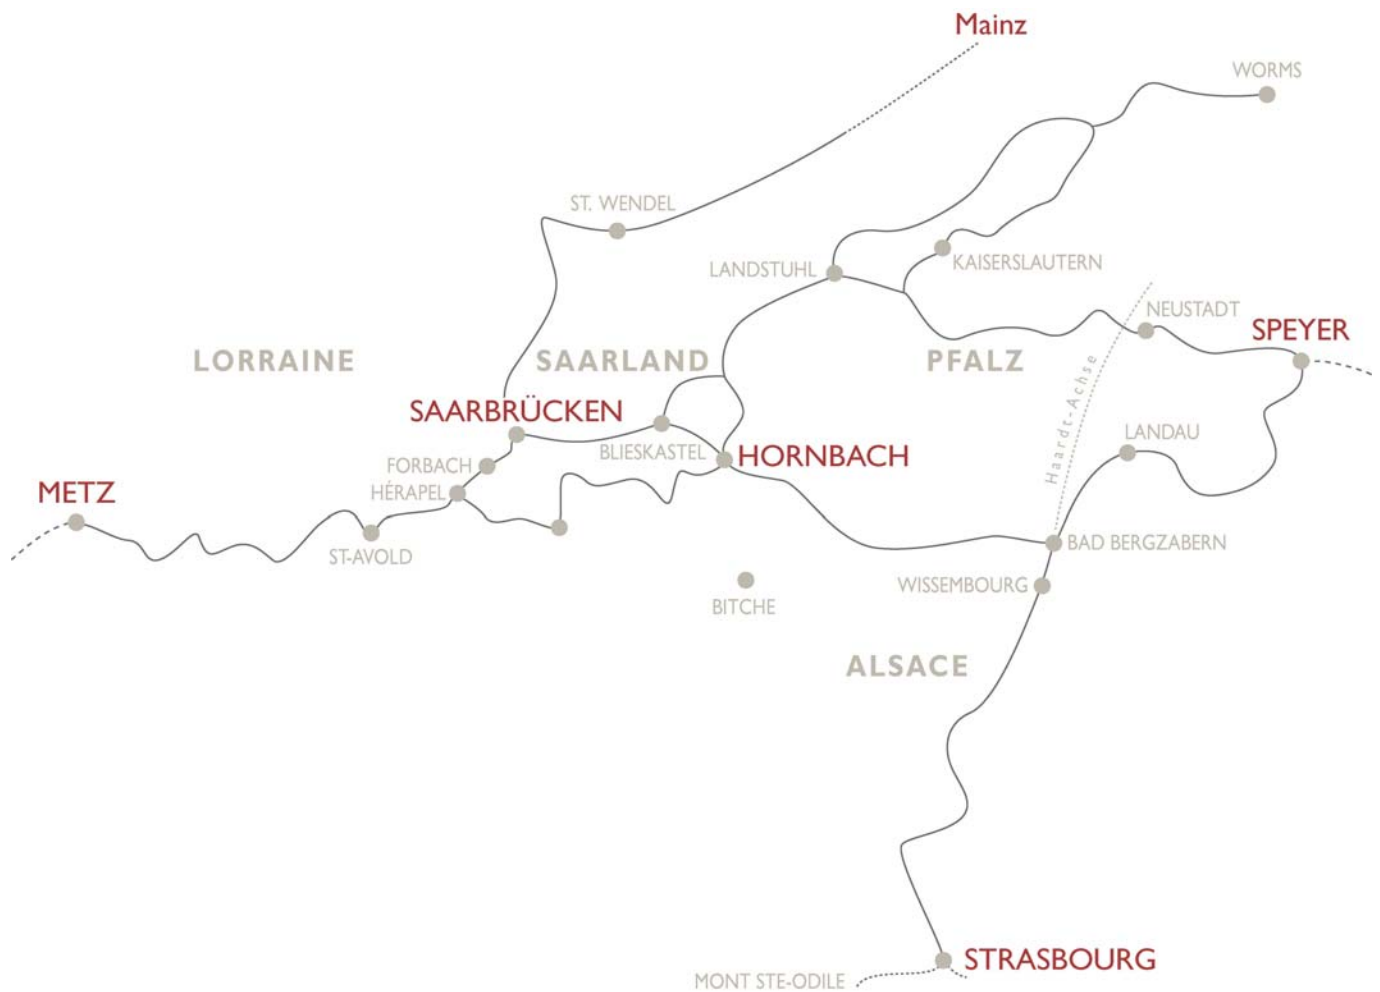 Mainz
WORMS
ST. WENDEL
LANDSTUHL
KAISERSLAUTERN
NEUSTADT
SPEYER
LORRAINE
SAARLAND
PFALZ
Haardt-Achse
SAARBRÜCKEN
LANDAU
BLIESKASTEL
HORNBACH
FORBACH
HÉRAPEL
METZ
ST-AVOLD
BAD BERGZABERN
WISSEMBOURG
BITCHE
ALSACE
STRASBOURG
MONT STE-ODILE